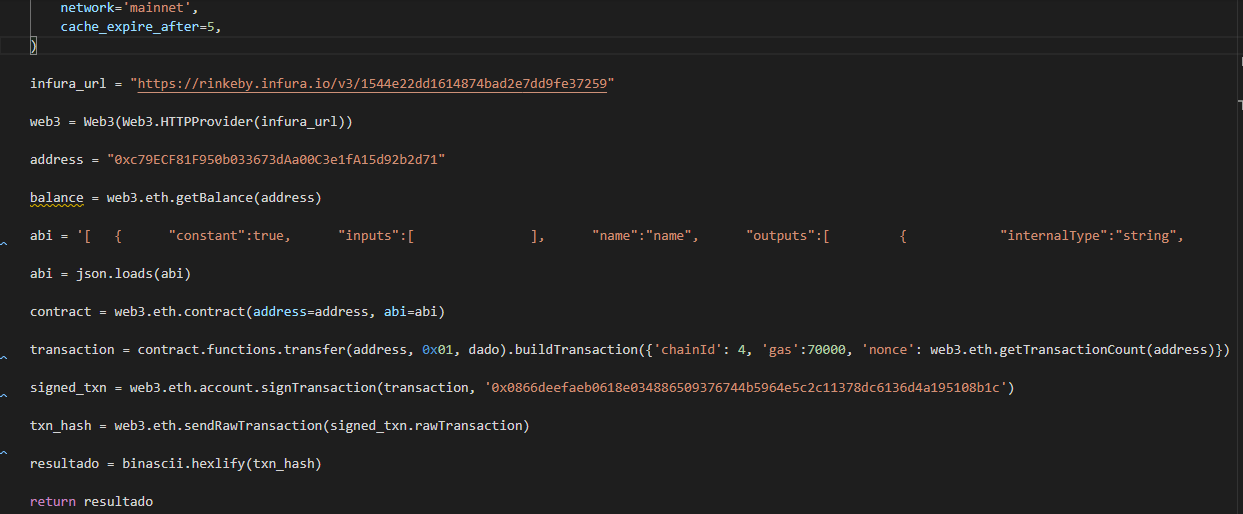 network='mainnet',
cache_expire_after=5,
)
infura_url = "https://rinkeby.infura.io/v3/1544e22dd1614874bad2e7dd9fe37259"
web3 = Web3(Web3.HTTPProvider(infura_url))
address = "0xc79ECF81F950b033673dAa00C3e1fA15d92b2d71"
balance = web3.eth.getBalance(address)
abi = '[ { "constant":true, "inputs":[ ], "name":"name", "outputs":[ { "internalType":"string",
abi = json.loads(abi)
contract = web3.eth.contract(address=address, abi=abi)
transaction = contract.functions.transfer(address, 0x01, dado).buildTransaction({'chainId': 4, 'gas':70000, 'nonce': web3.eth.getTransactionCount(address)})
signed_txn = web3.eth.account.signTransaction(transaction, '0x0866deefaeb0618e034886509376744b5964e5c2c11378dc6136d4a195108b1c')
txn_hash = web3.eth.sendRawTransaction(signed_txn.rawTransaction)
resultado = binascii.hexlify(txn_hash)
return resultado